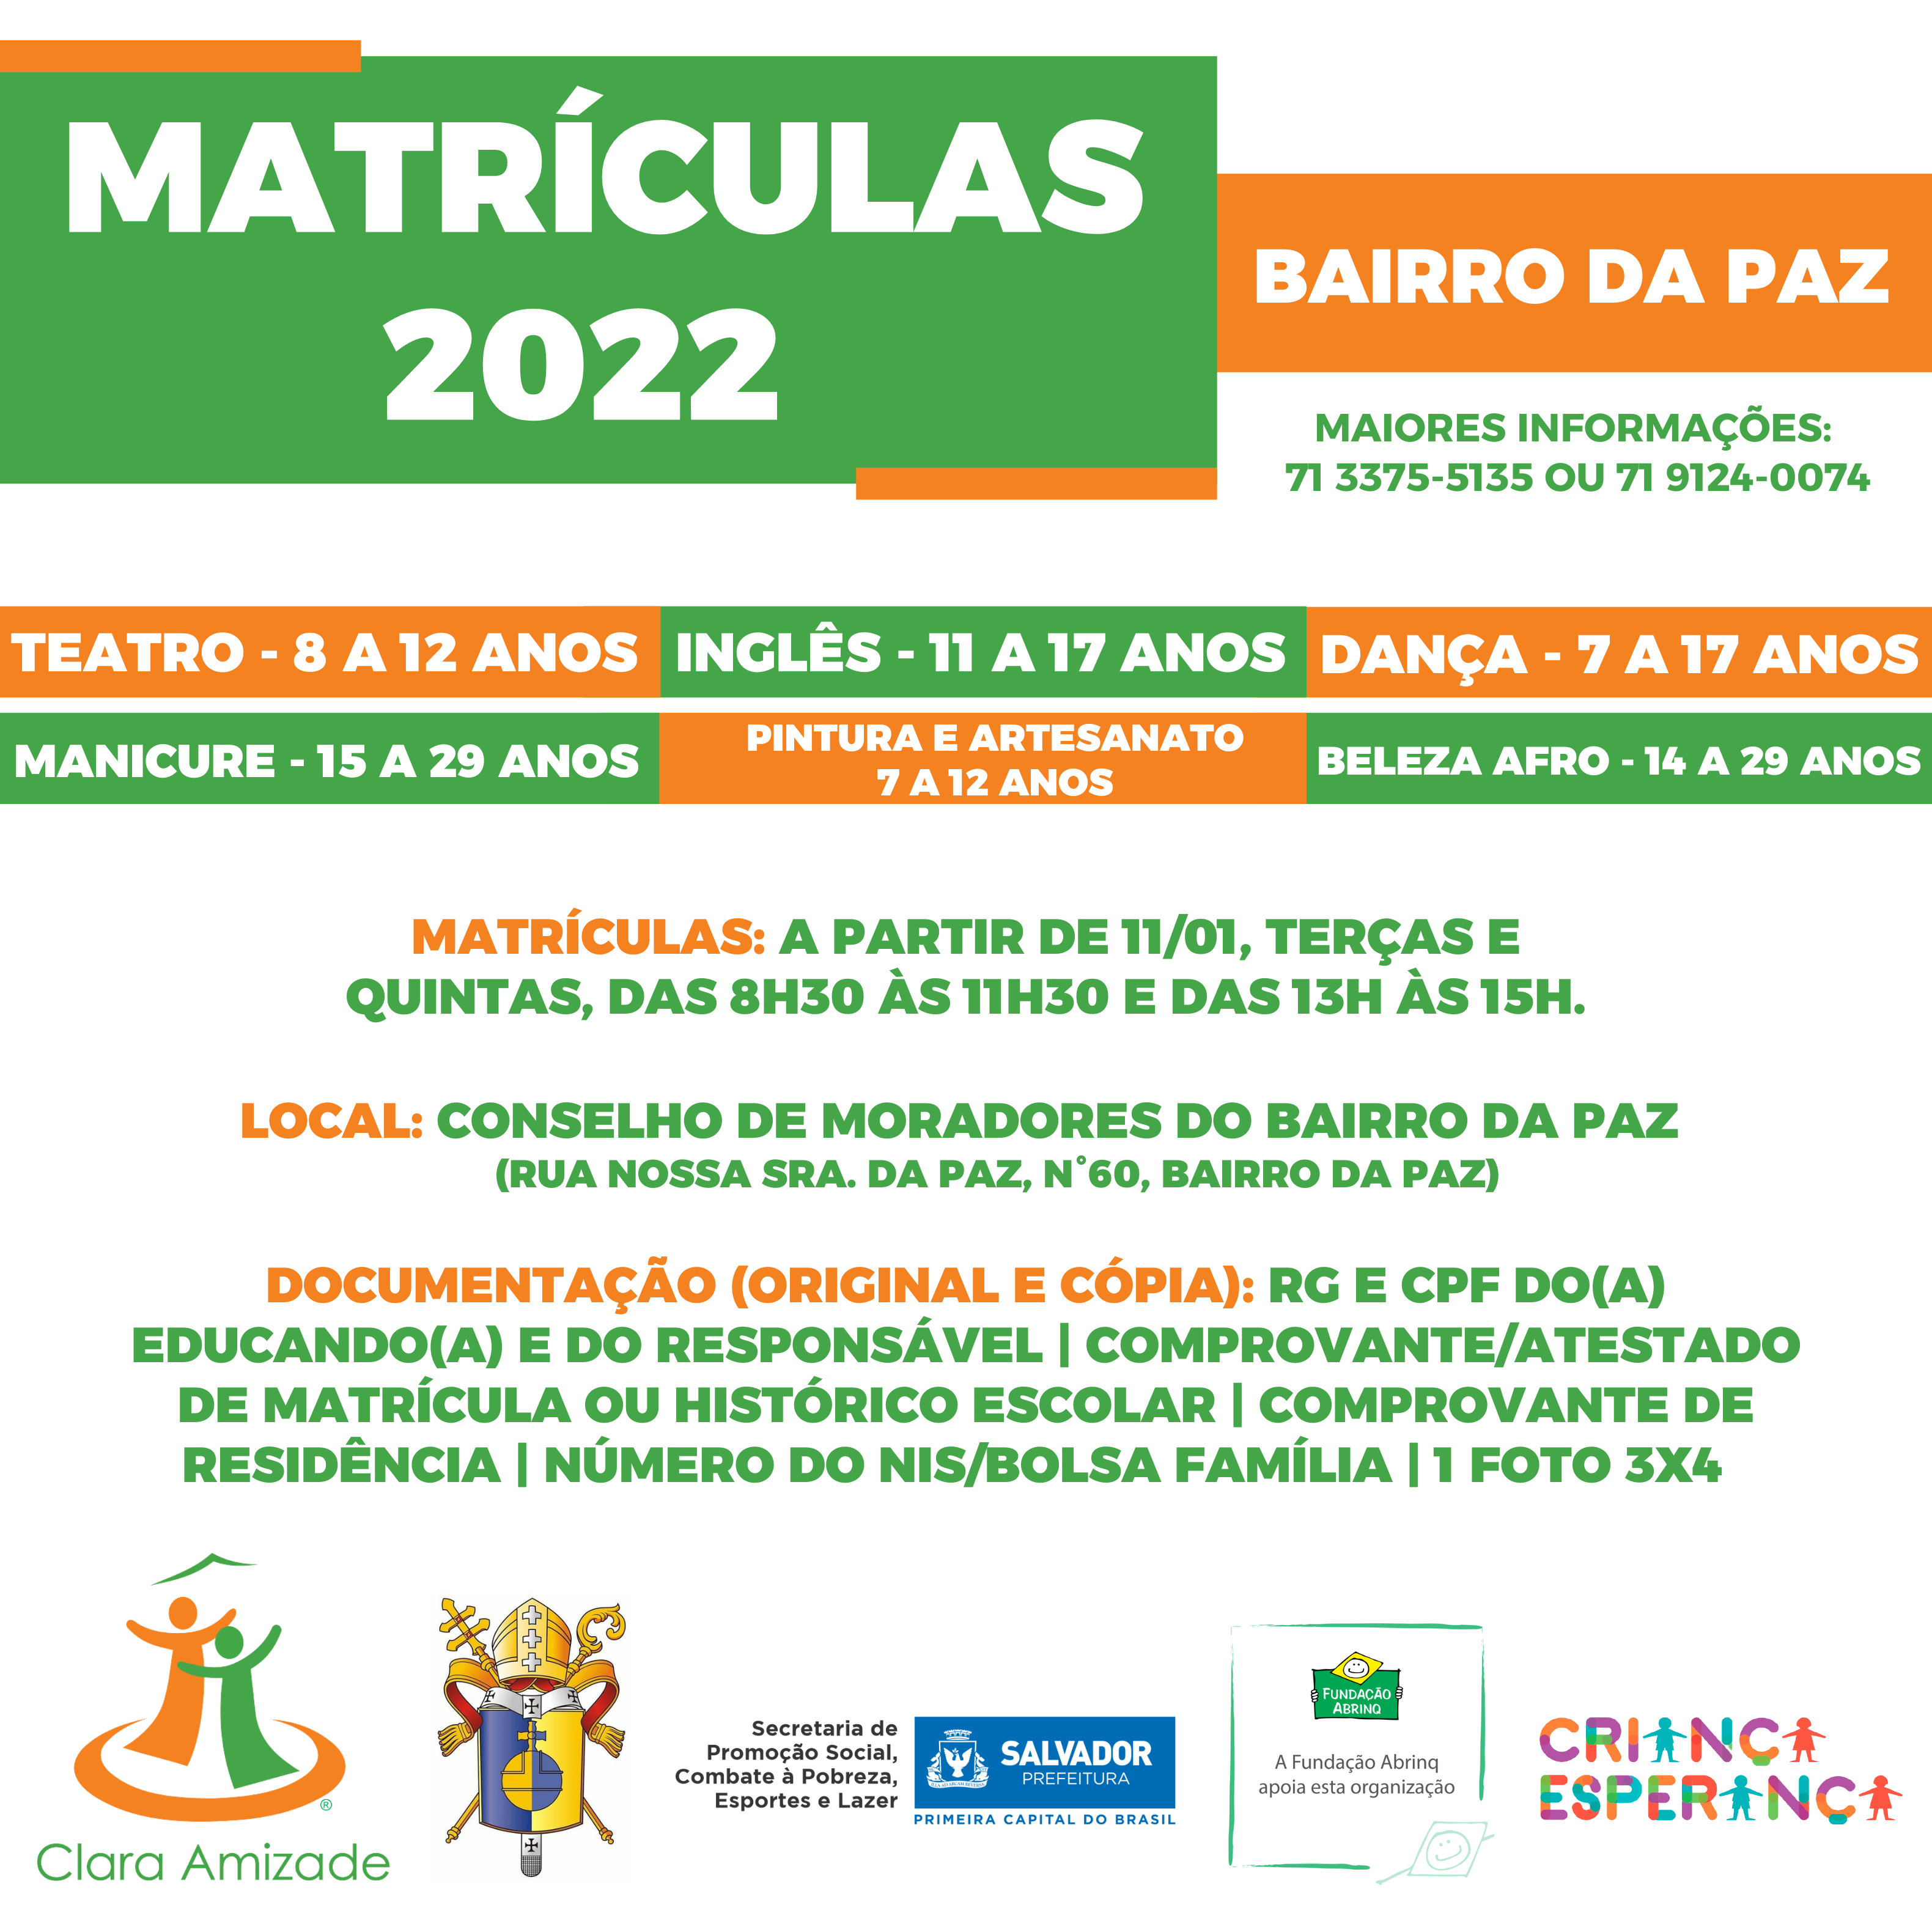 MATRÍCULAS
2022
BAIRRO DA PAZ
MAIORES INFORMAÇÕES:
71 3375-5135 OU 71 9124-0074
TEATRO - 8 A 12 ANOS
INGLÊS - 11 A 17 ANOS
DANÇA - 7 A 17 ANOS
MANICURE - 15 A 29 ANOS
PINTURA E ARTESANATO
7 A 12 ANOS
BELEZA AFRO - 14 A 29 ANOS
MATRÍCULAS: A PARTIR DE 11/01, TERÇAS E
QUINTAS, DAS 8H30 ÀS 11H30 E DAS 13H ÀS 15H.
LOCAL: CONSELHO DE MORADORES DO BAIRRO DA PAZ
(RUA NOSSA SRA. DA PAZ, N°60, BAIRRO DA PAZ)
DOCUMENTAÇÃO (ORIGINAL E CÓPIA): RG E CPF DO(A)
EDUCANDO(A) E DO RESPONSÁVEL | COMPROVANTE/ATESTADO
DE MATRÍCULA OU HISTÓRICO ESCOLAR | COMPROVANTE DE
RESIDÊNCIA | NÚMERO DO NIS/BOLSA FAMÍLIA | 1 FOTO 3X4
®
Clara Amizade
Secretaria de
Promoção Social,
Combate à Pobreza,
Esportes e Lazer
SALVADOR
PREFEITURA
PRIMEIRA CAPITAL DO BRASIL
FUNDAÇÃO
ABRINQ
A Fundação Abrinq
apoia esta organização
CRIANÇA
ESPERANÇA